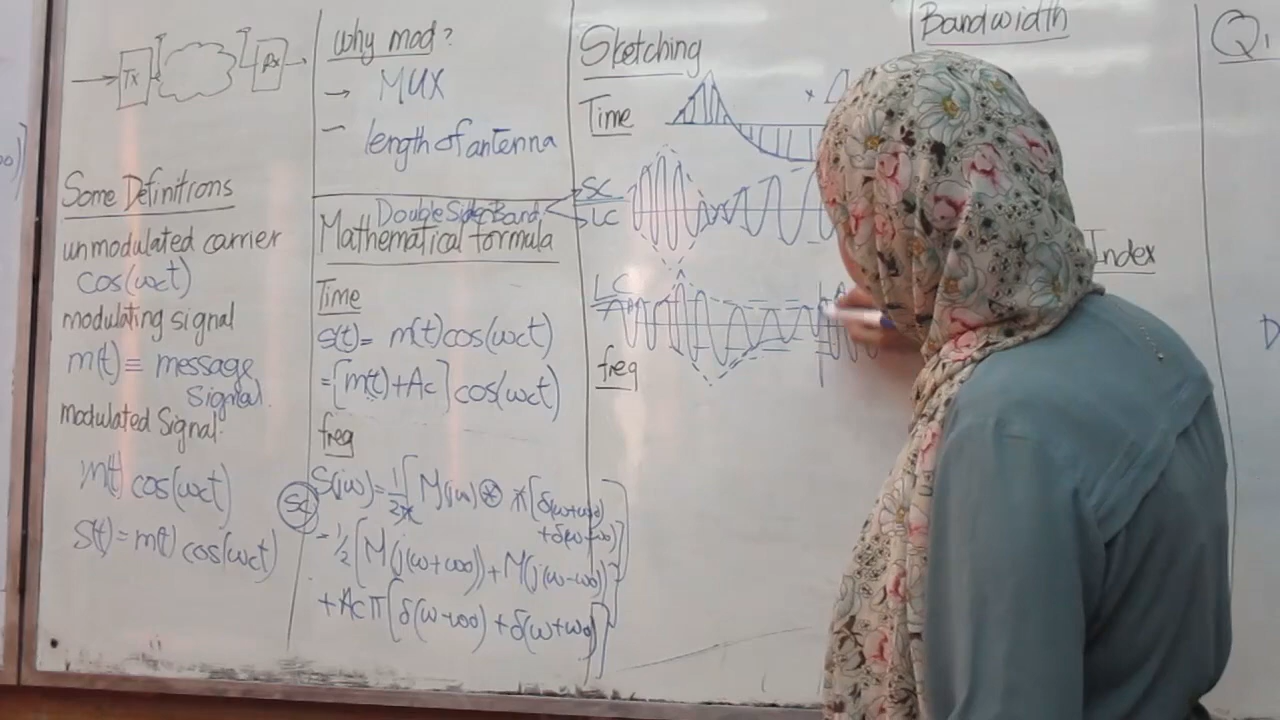 Tx
Rx
Some Definitions
unmodulated carrier
cos(ωct)
modulating signal
m(t) ≡ message
signal
modulated signal:
m(t) cos(ωct)
S(t) = m(t) cos(ωct)
why mod?
→ MUX
– length of antenna
Double Side Band
SC
LC
Mathematical formula
Time
S(t) = m(t) cos(ωct)
= [m(t) + Ac] cos(ωct)
freq
SC
S(jω) = 1/2π [ M(jω) ⊛ π [δ(ω+ω0)
+ δ(ω-ω0)]]
= 1/2 [M(j(ω+ω0)) + M(j(ω-ω0))]
+ Ac π [δ(ω-ω0) + δ(ω+ω0)]
Sketching
Time
LC
freq
Bandwidth
Index
Q1
D